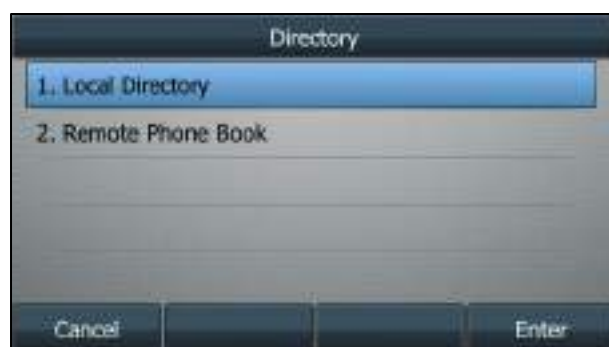 Directory
1. Local Directory
2. Remote Phone Book
Cancel
Enter